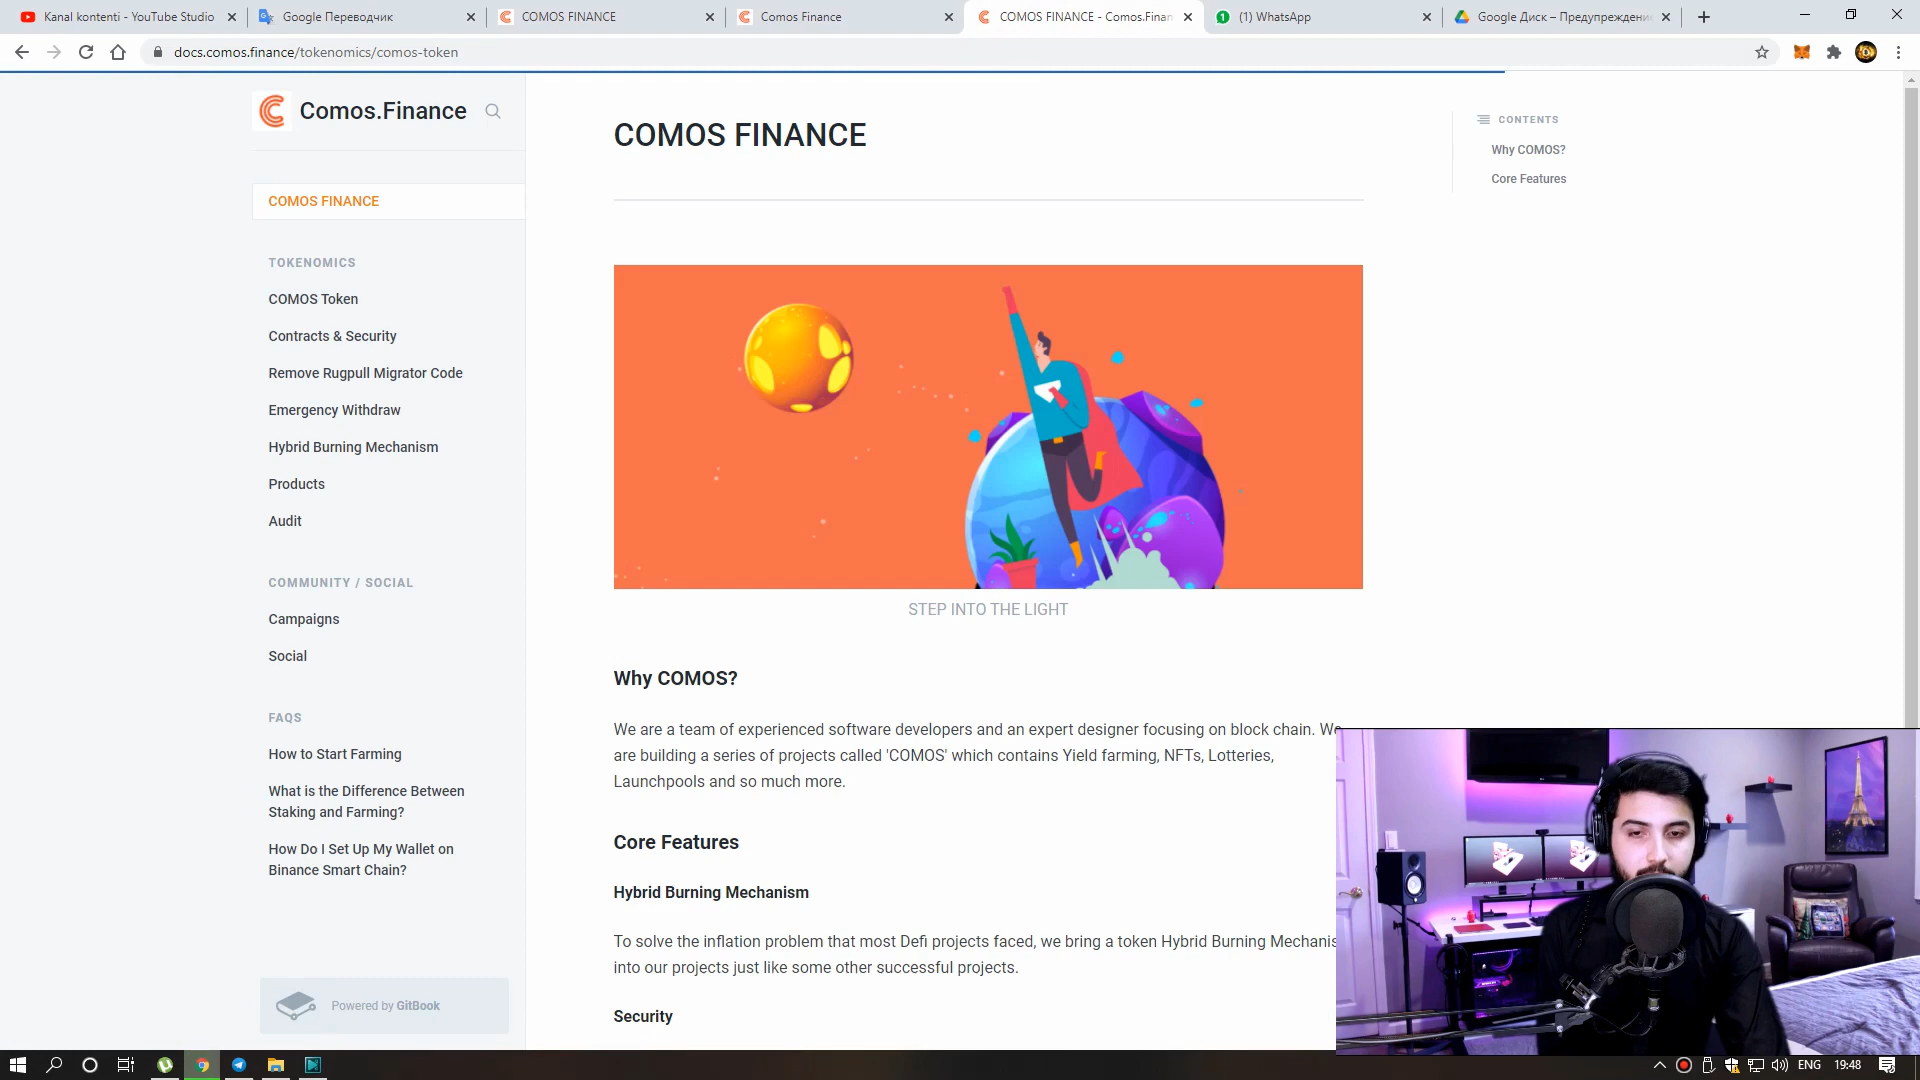 Kanal kontenti - YouTube Studio
Google Переводчик
COMOS FINANCE
Comos Finance
COMOS FINANCE - Comos.Finan
(1) WhatsApp
Google Диск – Предупреждени
docs.comos.finance/tokenomics/comos-token
Comos.Finance
COMOS FINANCE
TOKENOMICS
COMOS Token
Contracts & Security
Remove Rugpull Migrator Code
Emergency Withdraw
Hybrid Burning Mechanism
Products
Audit
COMMUNITY / SOCIAL
Campaigns
Social
FAQS
How to Start Farming
What is the Difference Between
Staking and Farming?
How Do I Set Up My Wallet on
Binance Smart Chain?
Powered by GitBook
COMOS FINANCE
STEP INTO THE LIGHT
Why COMOS?
We are a team of experienced software developers and an expert designer focusing on block chain. We
are building a series of projects called 'COMOS' which contains Yield farming, NFTs, Lotteries,
Launchpools and so much more.
Core Features
Hybrid Burning Mechanism
To solve the inflation problem that most Defi projects faced, we bring a token Hybrid Burning Mechanis
into our projects just like some other successful projects.
Security
CONTENTS
Why COMOS?
Core Features
ENG
19:48